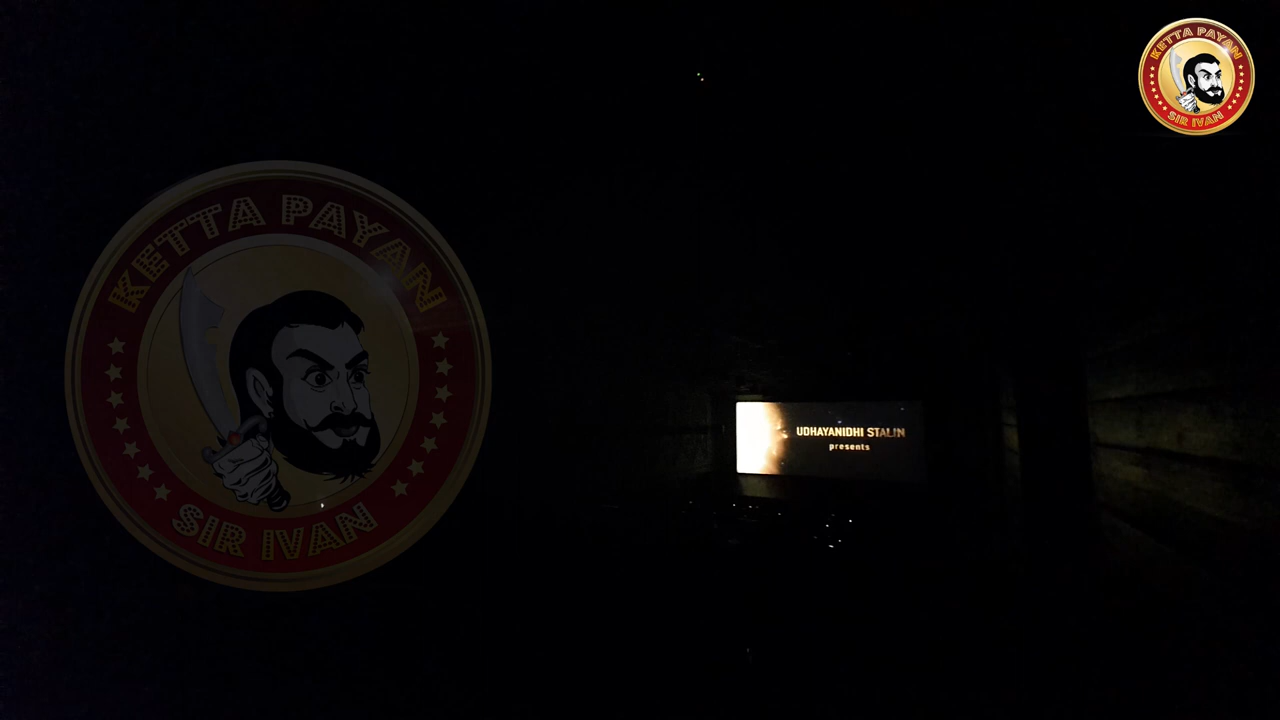 KETTA PAYAN
SIR IVAN
KETTA PAYAN
SIR IVAN
UDHAYANIDHI STALIN
presents